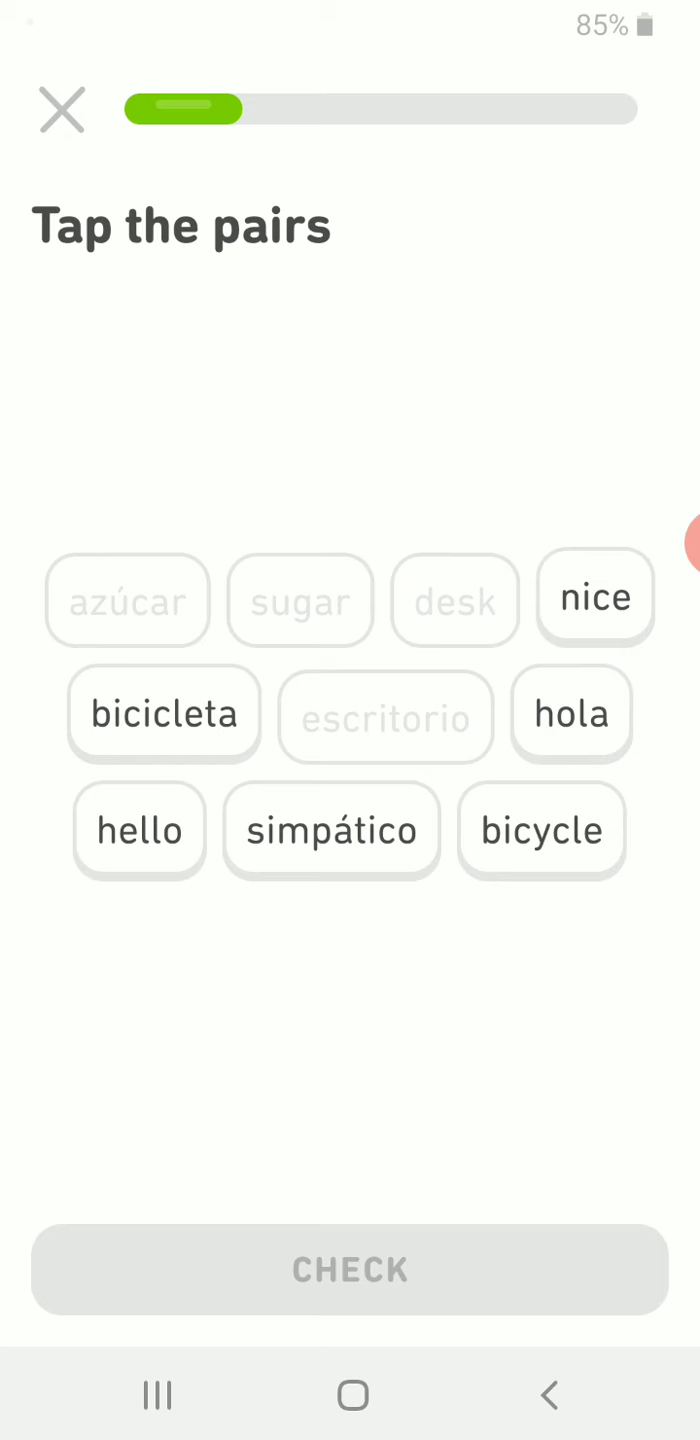 85%
Tap the pairs
azúcar sugar desk nice
bicicleta escritorio hola
hello simpático bicycle
CHECK